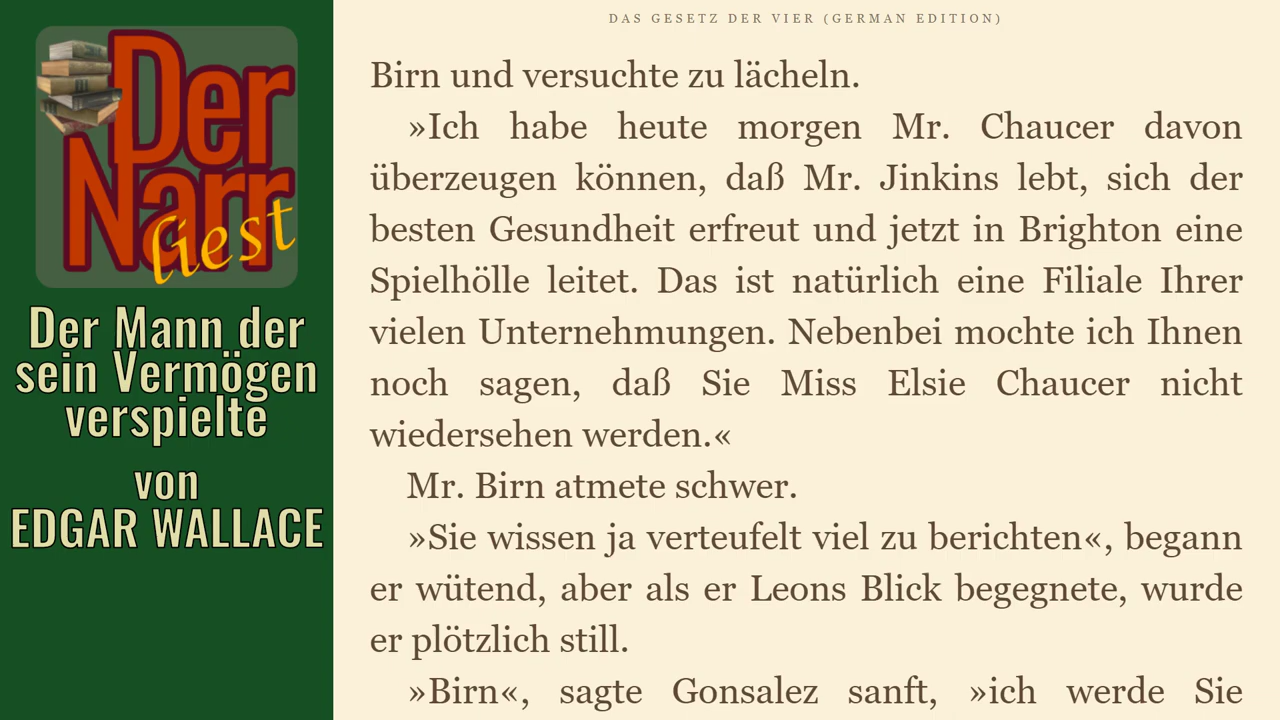 Der
Narr
liest
Der Mann der
sein Vermögen
verspielte
von
EDGAR WALLACE
DAS GESETZ DER VIER (GERMAN EDITION)
Birn und versuchte zu lächeln.
»Ich habe heute morgen Mr. Chaucer davon
überzeugen können, daß Mr. Jinkins lebt, sich der
besten Gesundheit erfreut und jetzt in Brighton eine
Spielhölle leitet. Das ist natürlich eine Filiale Ihrer
vielen Unternehmungen. Nebenbei mochte ich Ihnen
noch sagen, daß Sie Miss Elsie Chaucer nicht
wiedersehen werden.«
Mr. Birn atmete schwer.
»Sie wissen ja verteufelt viel zu berichten«, begann
er wütend, aber als er Leons Blick begegnete, wurde
er plötzlich still.
»Birn«, sagte Gonsalez sanft, »ich werde Sie